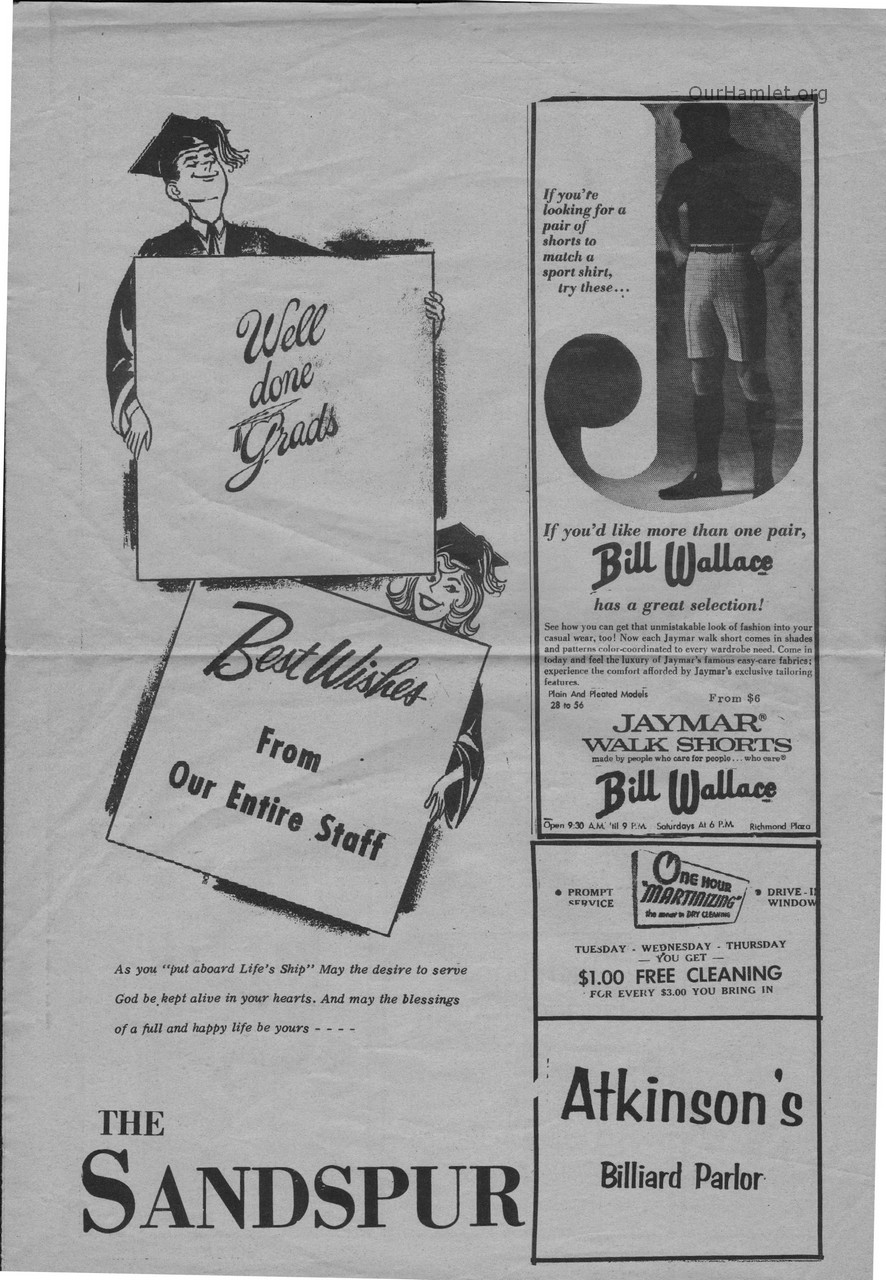 OurHamlet.org
Well
done
Grads
Best Wishes
From
Our Entire Staff
As you "put aboard Life's Ship" May the desire to serve
God be kept alive in your hearts. And may the blessings
of a full and happy life be yours - - - -
THE
SANDSPUR
If you're
looking for a
pair of
shorts to
match a
sport shirt,
try these...
J
If you'd like more than one pair,
Bill Wallace
has a great selection!
See how you can get that unmistakable look of fashion into your
casual wear, too! Now each Jaymar walk short comes in shades
and patterns color-coordinated to every wardrobe need. Come in
today and feel the luxury of Jaymar's famous easy-care fabrics;
experience the comfort afforded by Jaymar's exclusive tailoring
features.
Plain And Pleated Models
28 to 56
From $6
JAYMAR®
WALK SHORTS
made by people who care for people...who care®
Bill Wallace
Open 9:30 A.M. 'til 9 P.M. Saturdays At 6 P.M. Richmond Plaza
• PROMPT
SERVICE
ONE HOUR
"MARTINIZING"
the DRY CLEANING
• DRIVE-I
WINDOW
TUESDAY - WEDNESDAY - THURSDAY
— YOU GET —
$1.00 FREE CLEANING
FOR EVERY $3.00 YOU BRING IN
Atkinson's
Billiard Parlor